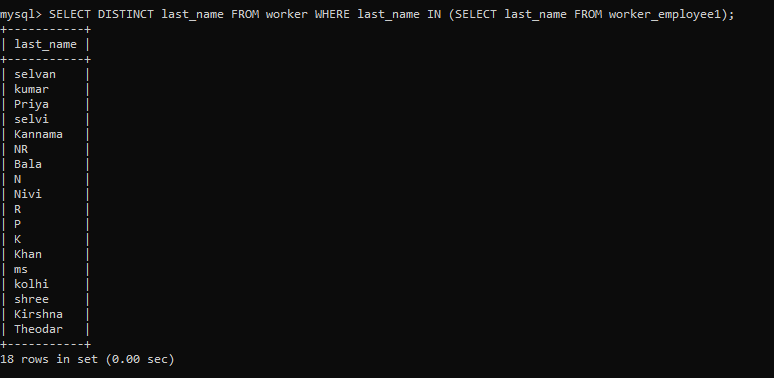 mysql> SELECT DISTINCT last_name FROM worker WHERE last_name IN (SELECT last_name FROM worker_employee1);
+-----------+
| last_name |
+-----------+
| selvan    |
| kumar     |
| Priya     |
| selvi     |
| Kannama   |
| NR        |
| Bala      |
| N         |
| Nivi      |
| R         |
| P         |
| K         |
| Khan      |
| ms        |
| kolhi     |
| shree     |
| Kirshna   |
| Theodar   |
+-----------+
18 rows in set (0.00 sec)